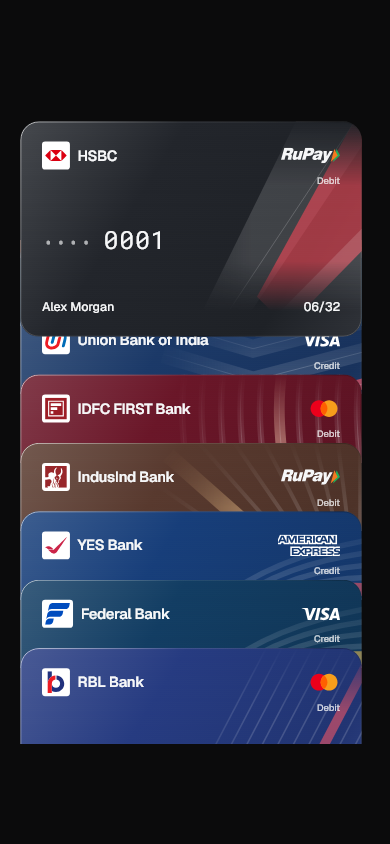 HSBC
RuPay
Debit
•••• 0001
Alex Morgan
06/32
Union Bank of India
VISA
Credit
IDFC FIRST Bank
Debit
IndusInd Bank
RuPay
Debit
YES Bank
AMERICAN
EXPRESS
Credit
Federal Bank
VISA
Credit
RBL Bank
Debit